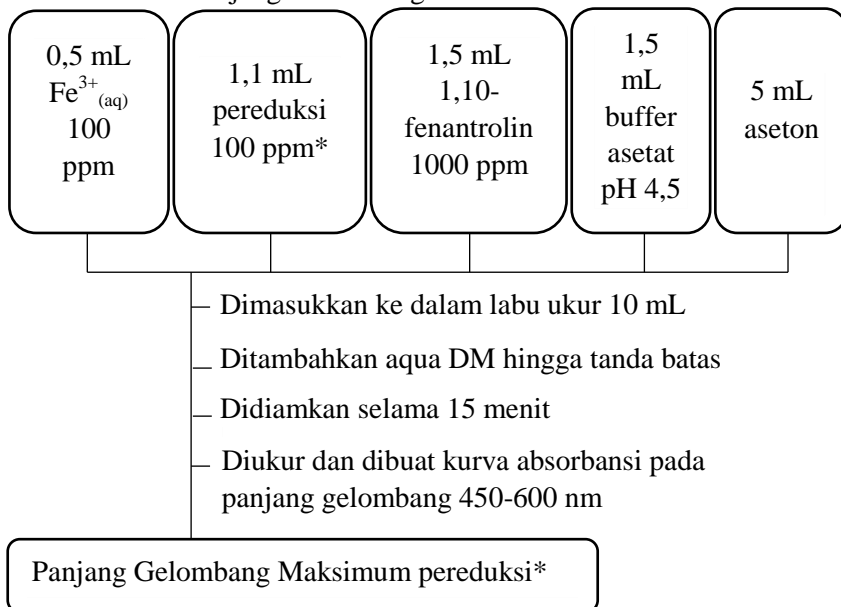 0,5 mL
Fe3+(aq)
100
ppm
1,1 mL
pereduksi
100 ppm*
1,5 mL
1,10-
fenantrolin
1000 ppm
1,5
mL
buffer
asetat
pH 4,5
5 mL
aseton
Dimasukkan ke dalam labu ukur 10 mL
Ditambahkan aqua DM hingga tanda batas
Didiamkan selama 15 menit
Diukur dan dibuat kurva absorbansi pada
panjang gelombang 450-600 nm
Panjang Gelombang Maksimum pereduksi*